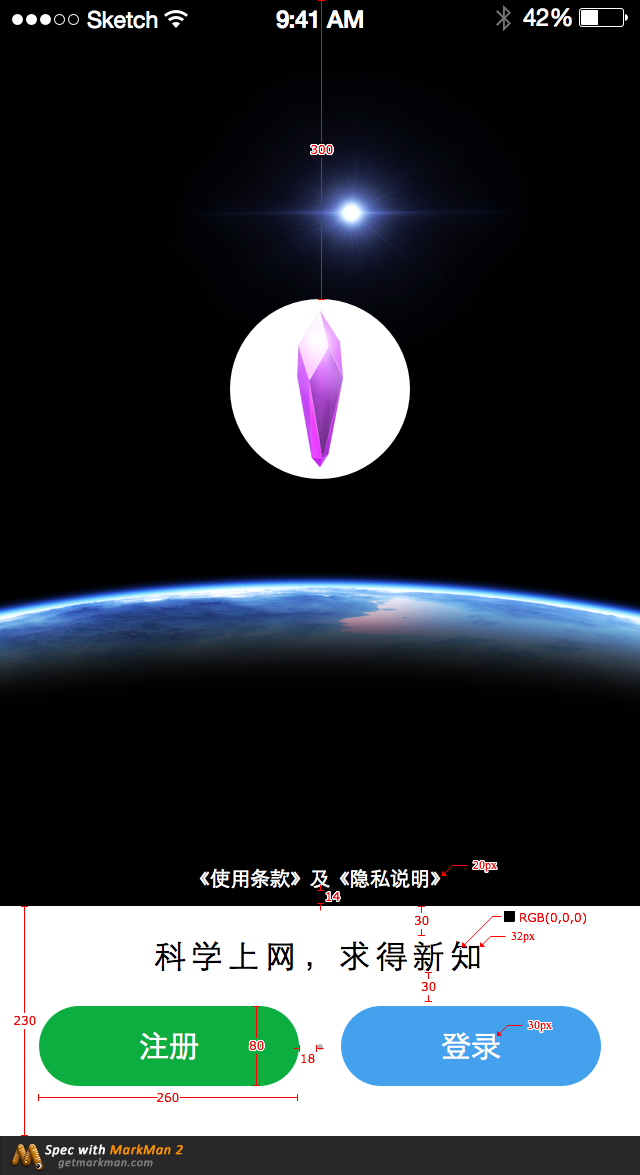 Sketch 9:41 AM 42%
300
《使用条款》及《隐私说明》 20px
14
30 RGB(0,0,0)
32px
科学上网，求得新知
30
230 注册 80 18 登录 30px
260
Spec with MarkMan 2
getmarkman.com